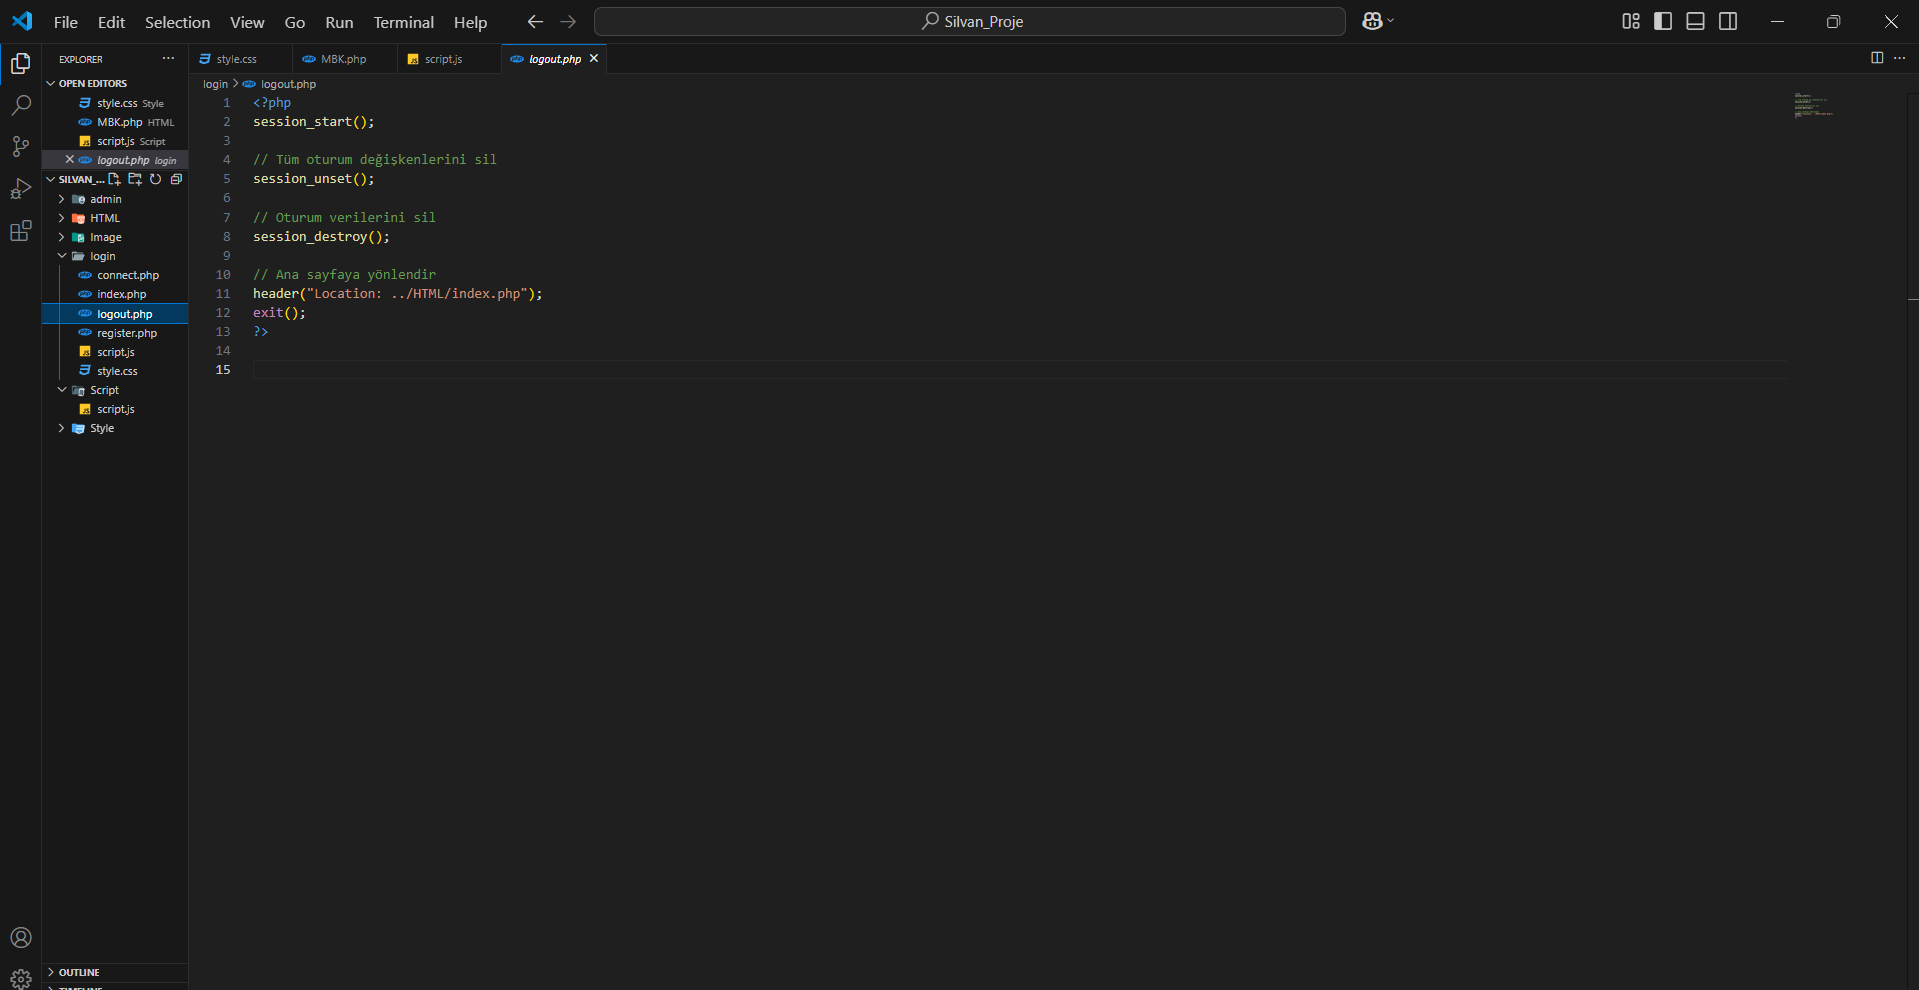 File Edit Selection View Go Run Terminal Help
Silvan_Proje
EXPLORER
style.css
MBK.php
script.js
logout.php
OPEN EDITORS
style.css Style
MBK.php HTML
script.js Script
logout.php login
SILVAN_...
admin
HTML
Image
login
connect.php
index.php
logout.php
register.php
script.js
style.css
Script
script.js
Style
OUTLINE
TIMELINE
login > logout.php
1 <?php
2 session_start();
3
4 // Tüm oturum değişkenlerini sil
5 session_unset();
6
7 // Oturum verilerini sil
8 session_destroy();
9
10 // Ana sayfaya yönlendir
11 header("Location: ../HTML/index.php");
12 exit();
13 ?>
14
15